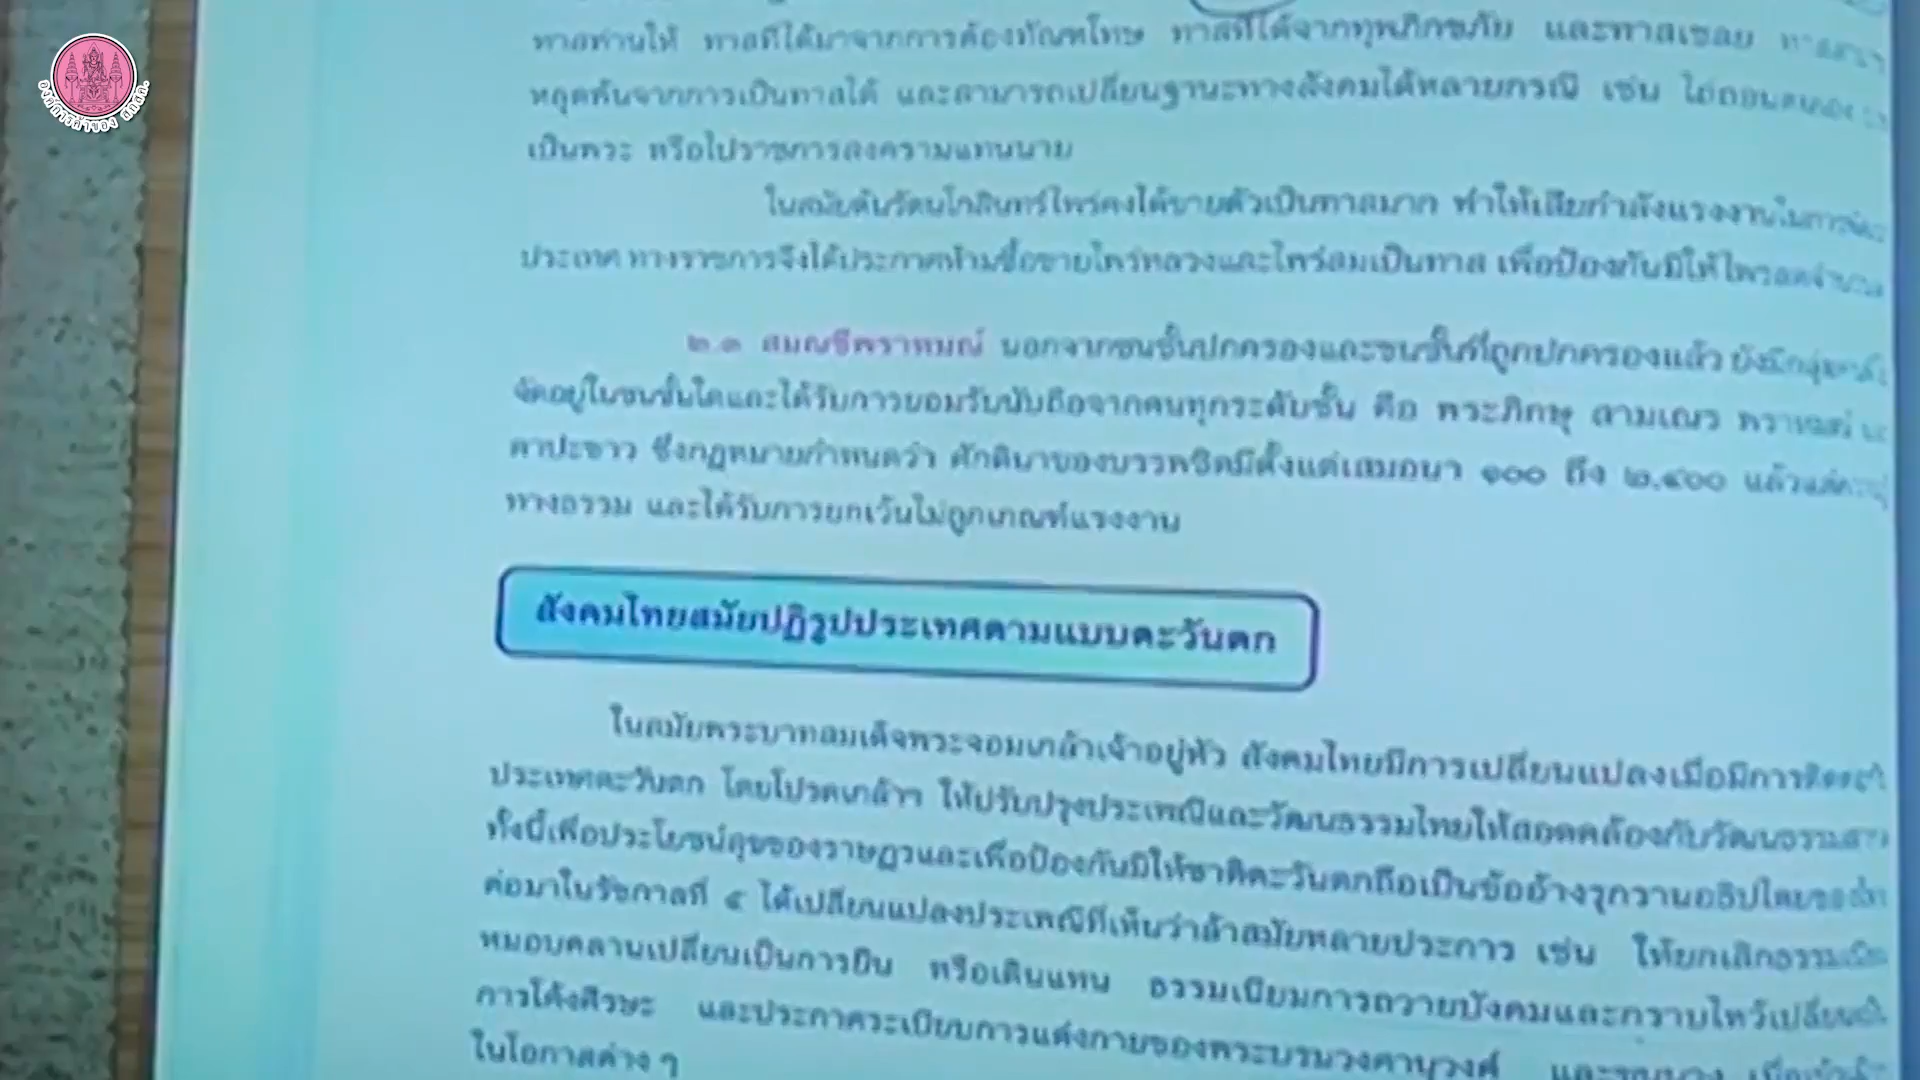 องค์การค้าของ สกสค.
ทาสท่านให้ ทาสที่ได้มาจากการต้องทัณฑโทษ ทาสที่ได้จากทุพภิกขภัย และทาสเชลย
หลุดพ้นจากการเป็นทาสได้ และสามารถเปลี่ยนฐานะทางสังคมได้หลายกรณี เช่น ไถ่ถอน
เป็นพระ หรือไปราชการสงครามแทนนาย
ในสมัยต้นรัตนโกสินทร์ไพร่คงได้ขายตัวเป็นทาสมาก ทำให้เสียกำลังแรงงานในการ
ประเทศ ทางราชการจึงได้ประกาศห้ามซื้อขายไพร่หลวงและไพร่สมเป็นทาส เพื่อป้องกันมิให้ไพร่ลดจำนวน
๒.๓ สมณชีพราหมณ์ นอกจากชนชั้นปกครองและชนชั้นที่ถูกปกครองแล้ว ยังมีกลุ่ม
จัดอยู่ในชนชั้นใดและได้รับการยอมรับนับถือจากคนทุกระดับชั้น คือ พระภิกษุ สามเณร พราหมณ์
ตาปะขาว ซึ่งกฎหมายกำหนดว่า ศักดินาของบรรพชิตมีตั้งแต่เสมอนา ๑๐๐ ถึง ๒,๔๐๐ แล้วแต่
ทางธรรม และได้รับการยกเว้นไม่ถูกเกณฑ์แรงงาน
สังคมไทยสมัยปฏิรูปประเทศตามแบบตะวันตก
ในสมัยพระบาทสมเด็จพระจอมเกล้าเจ้าอยู่หัว สังคมไทยมีการเปลี่ยนแปลงเมื่อมีการ
ประเทศตะวันตก โดยโปรดเกล้าฯ ให้ปรับปรุงประเพณีและวัฒนธรรมไทยให้สอดคล้องกับวัฒนธรรม
ทั้งนี้เพื่อประโยชน์สุขของราษฎรและเพื่อป้องกันมิให้ชาติตะวันตกถือเป็นข้ออ้างรุกรานอธิปไตย
ต่อมาในรัชกาลที่ ๕ ได้เปลี่ยนแปลงประเพณีที่เห็นว่าล้าสมัยหลายประการ เช่น ให้ยกเลิก
หมอบคลานเปลี่ยนเป็นการยืน หรือเดินแทน ธรรมเนียมการถวายบังคมและกราบไหว้เปลี่ยน
การโค้งศีรษะ และประกาศระเบียบการแต่งกายของพระบรมวงศานุวงศ์ และขุนนาง
ในโอกาสต่าง ๆ